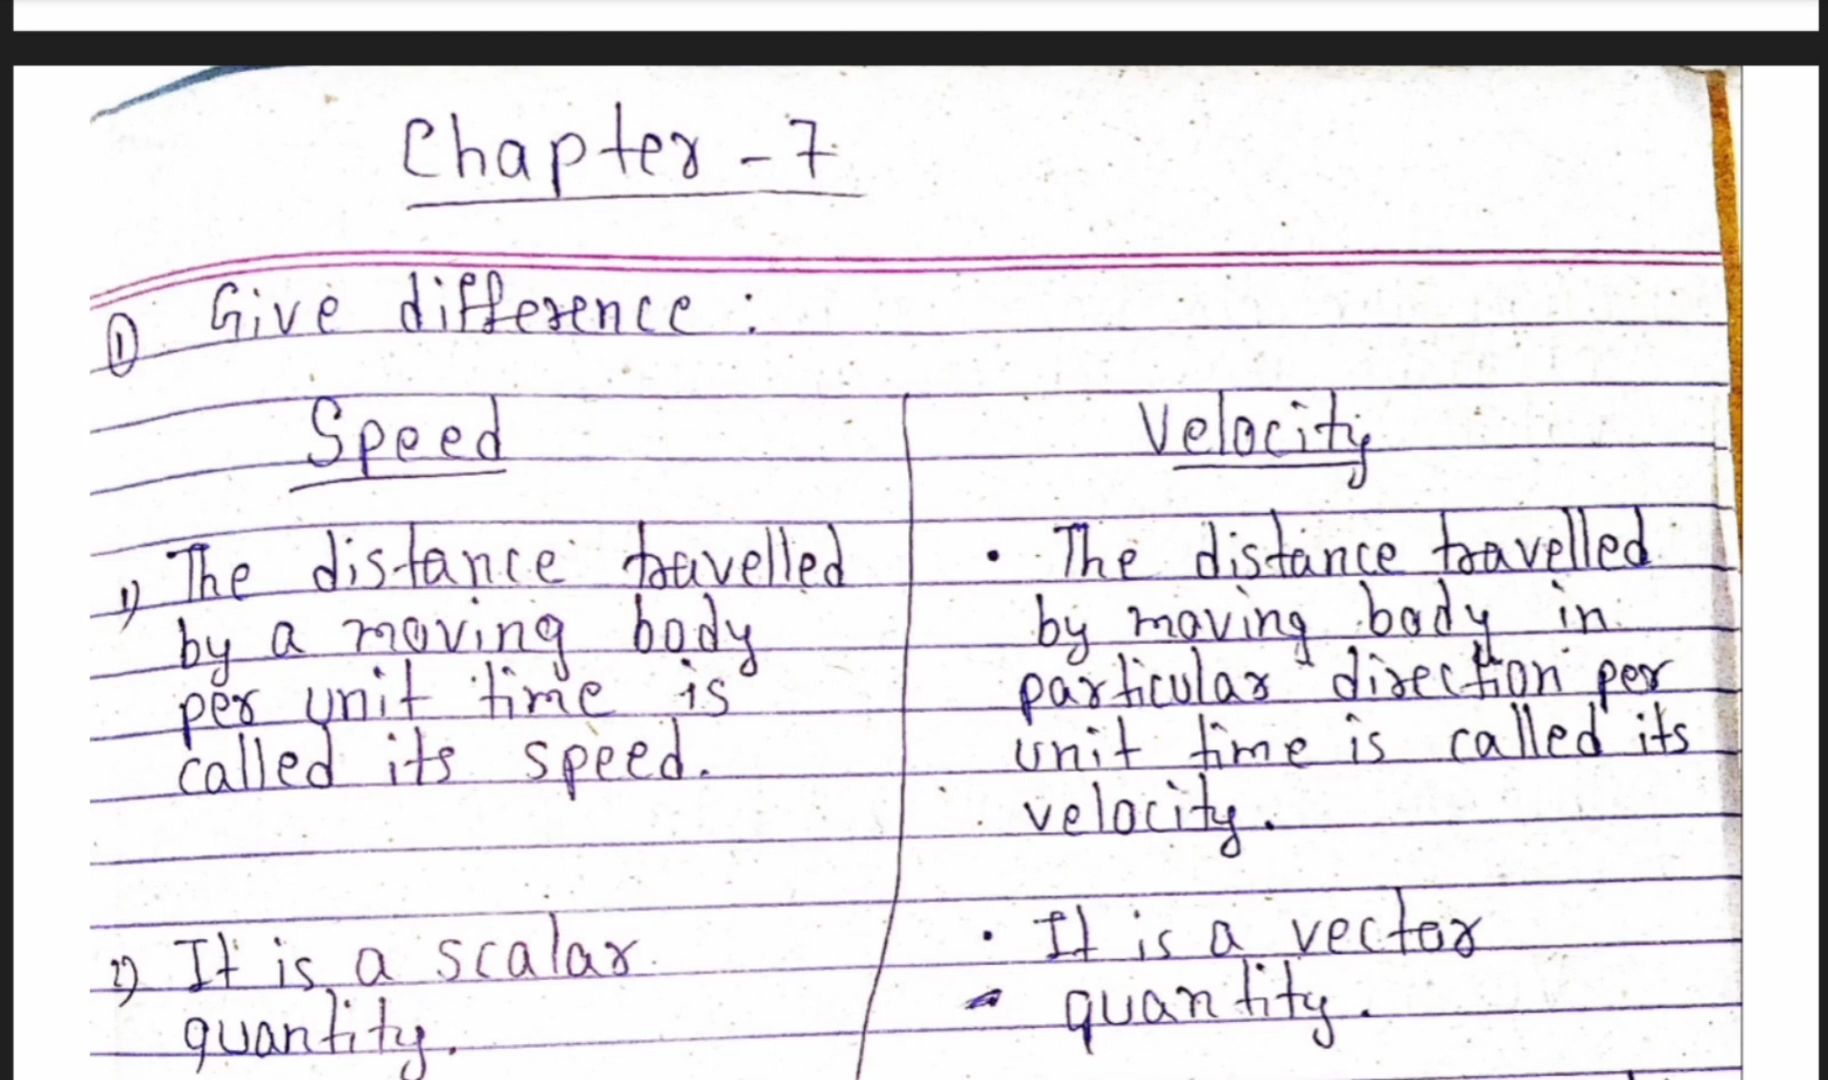 Chapter - 7
① Give difference :
Speed
1) The distance travelled
by a moving body
per unit time is
called its speed.
2) It is a scalar
quantity.
Velocity
• The distance travelled
by moving body in
particular direction per
unit time is called its
velocity.
• It is a vector
quantity.